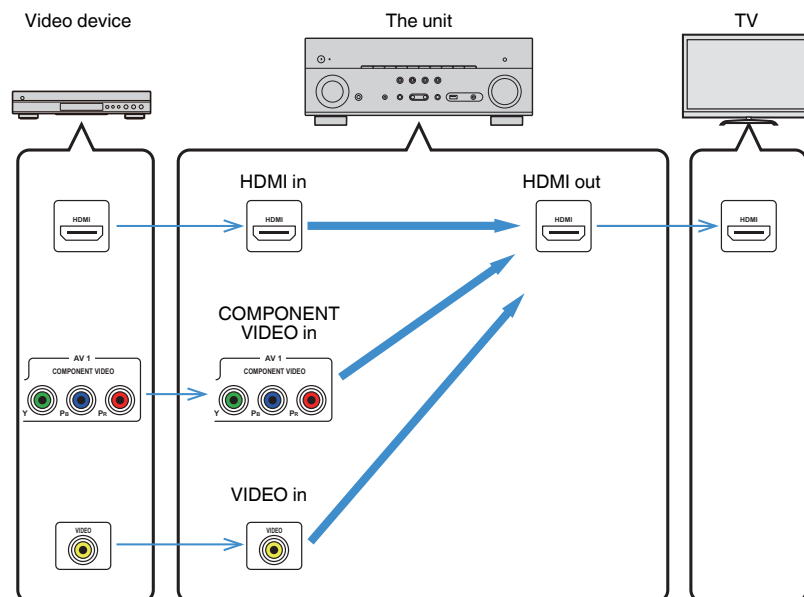 Video device
The unit
TV
HDMI in
HDMI out
HDMI
HDMI
HDMI
HDMI
COMPONENT
VIDEO in
AV 1
COMPONENT VIDEO
Y PB PR
AV 1
COMPONENT VIDEO
Y PB PR
VIDEO in
VIDEO
VIDEO